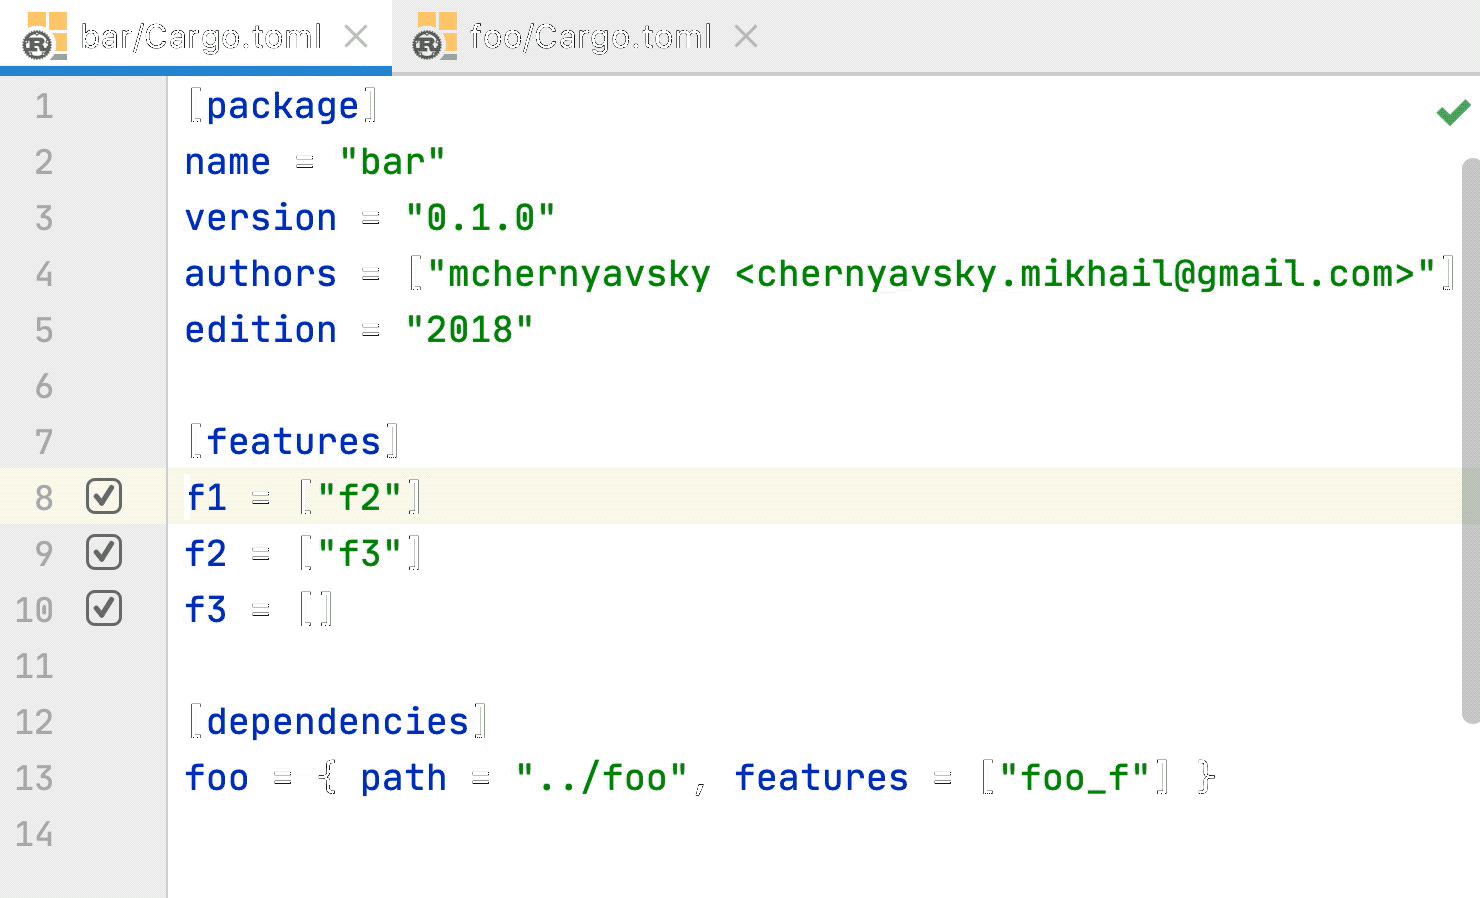 bar/Cargo.toml foo/Cargo.toml
1 [package]
2 name = "bar"
3 version = "0.1.0"
4 authors = ["mchernyavsky <chernyavsky.mikhail@gmail.com>"]
5 edition = "2018"
6
7 [features]
8 f1 = ["f2"]
9 f2 = ["f3"]
10 f3 = []
11
12 [dependencies]
13 foo = { path = "../foo", features = ["foo_f"] }
14